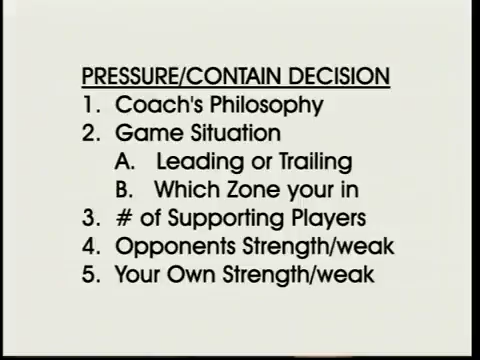 PRESSURE/CONTAIN DECISION
1. Coach's Philosophy
2. Game Situation
A. Leading or Trailing
B. Which Zone your in
3. # of Supporting Players
4. Opponents Strength/weak
5. Your Own Strength/weak